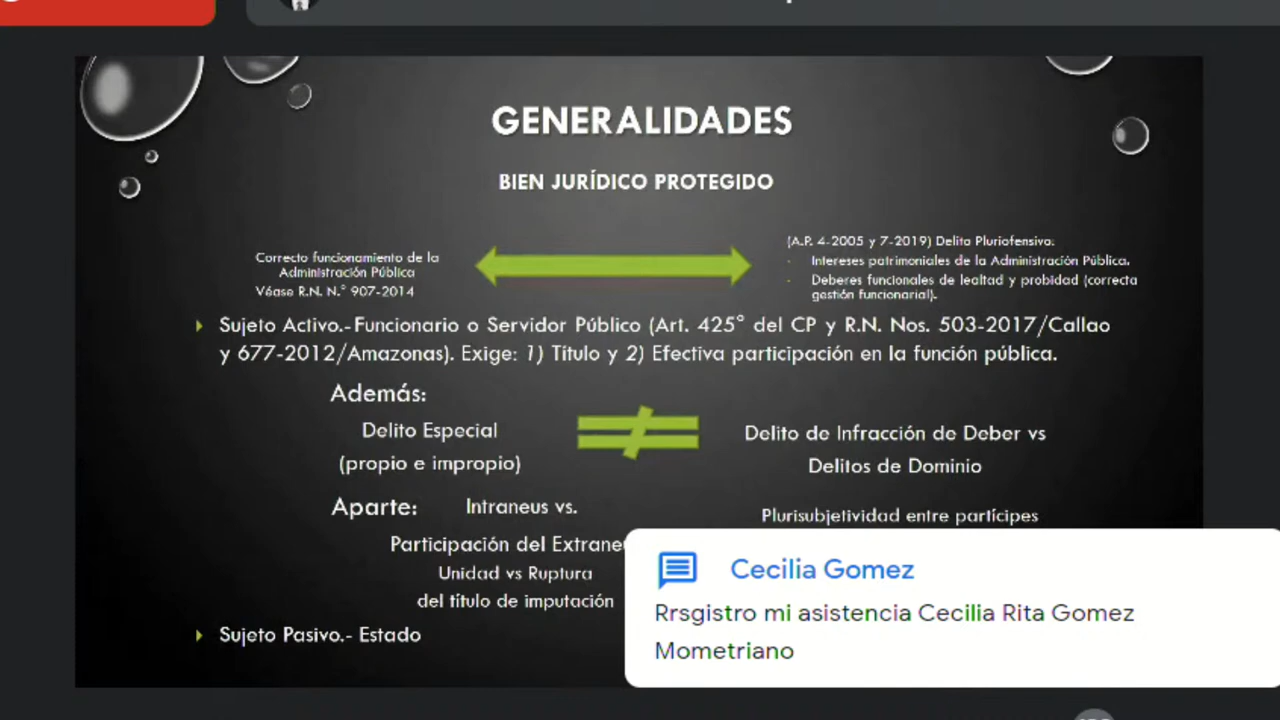 GENERALIDADES
BIEN JURÍDICO PROTEGIDO
Correcto funcionamiento de la
Administración Pública
Véase R.N. N.° 907-2014
(A.P. 4-2005 y 7-2019) Delito Pluriofensivo.
- Intereses patrimoniales de la Administración Pública.
- Deberes funcionales de lealtad y probidad (correcta
gestión funcionarial).
Sujeto Activo.- Funcionario o Servidor Público (Art. 425° del CP y R.N. Nos. 503-2017/Callao
y 677-2012/Amazonas). Exige: 1) Título y 2) Efectiva participación en la función pública.
Además:
Delito Especial
(propio e impropio)
Delito de Infracción de Deber vs
Delitos de Dominio
Aparte: Intraneus vs.
Participación del Extraneu
Unidad vs Ruptura
del título de imputación
Plurisubjetividad entre partícipes
Sujeto Pasivo.- Estado
Cecilia Gomez
Rrsgistro mi asistencia Cecilia Rita Gomez
Mometriano